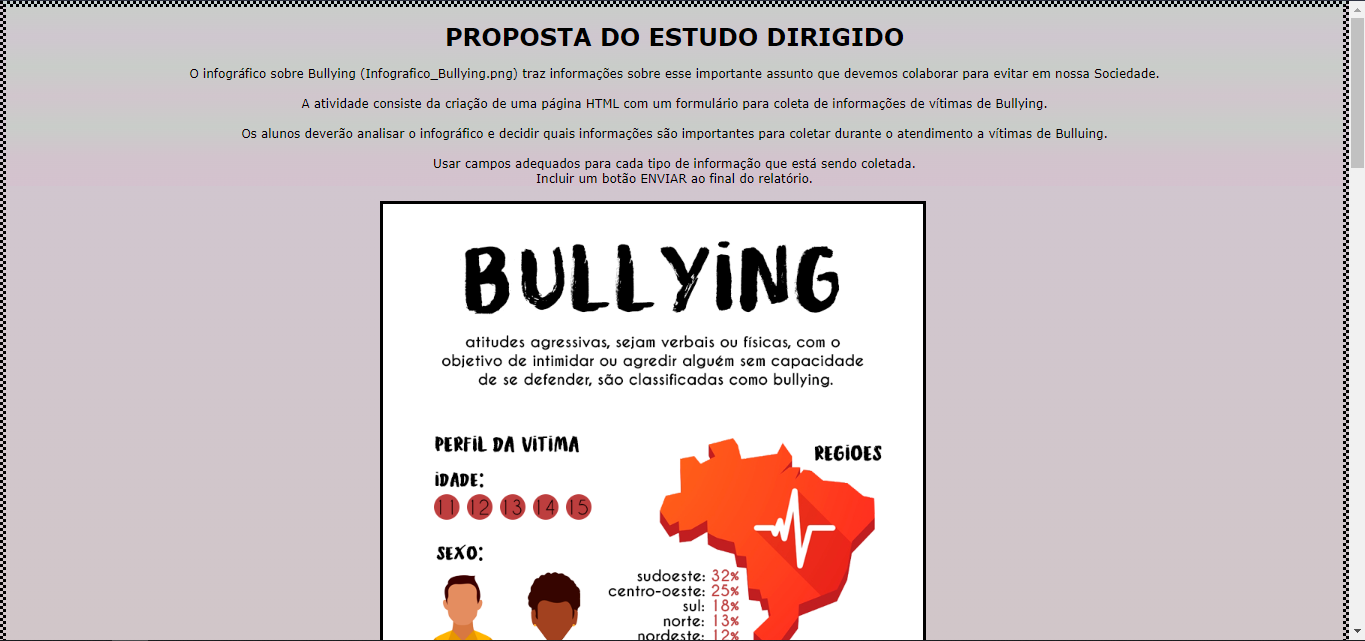 PROPOSTA DO ESTUDO DIRIGIDO
O infográfico sobre Bullying (Infografico_Bullying.png) traz informações sobre esse importante assunto que devemos colaborar para evitar em nossa Sociedade.
A atividade consiste da criação de uma página HTML com um formulário para coleta de informações de vítimas de Bullying.
Os alunos deverão analisar o infográfico e decidir quais informações são importantes para coletar durante o atendimento a vítimas de Bulluing.
Usar campos adequados para cada tipo de informação que está sendo coletada.
Incluir um botão ENVIAR ao final do relatório.
BULLYING
atitudes agressivas, sejam verbais ou físicas, com o
objetivo de intimidar ou agredir alguém sem capacidade
de se defender, são classificadas como bullying.
PERFIL DA VÍTIMA
IDADE:
11 12 13 14 15
SEXO:
REGIOES
sudoeste: 32%
centro-oeste: 25%
sul: 18%
norte: 13%
nordeste: 12%